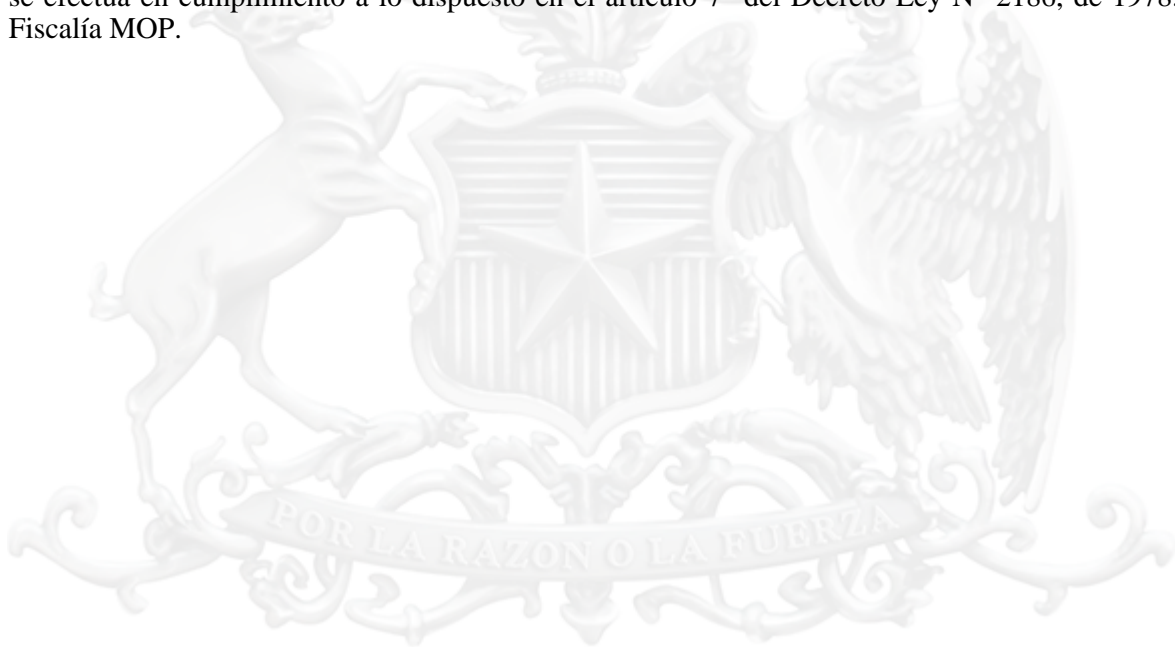 se efectúa en cumplimiento a lo dispuesto en el artículo 7° del Decreto Ley N° 2186, de 1978.
Fiscalía MOP.
POR LA RAZON O LA FUERZA